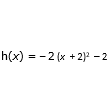 h(x) = – 2 (x + 2)² – 2